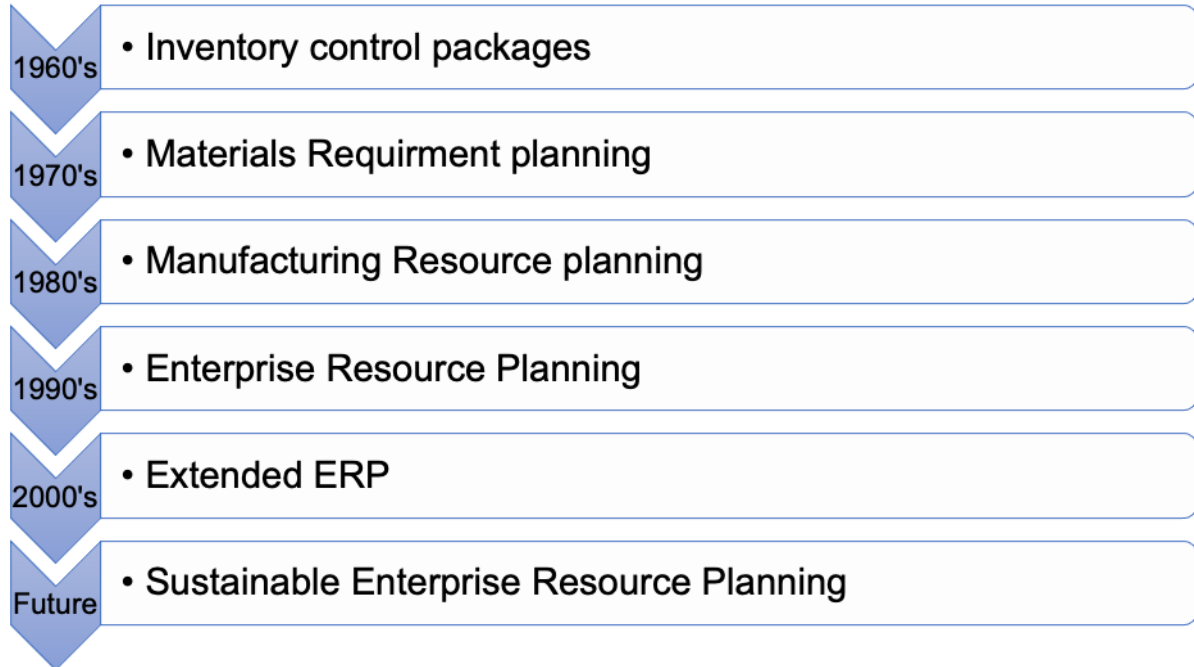 1960's
• Inventory control packages
1970's
• Materials Requirment planning
1980's
• Manufacturing Resource planning
1990's
• Enterprise Resource Planning
2000's
• Extended ERP
Future
• Sustainable Enterprise Resource Planning